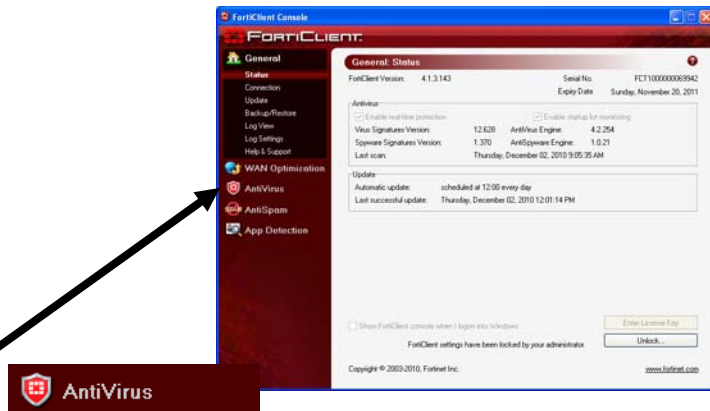 FortiClient Console
FORTICLIENT
General
Status
Connection
Update
Backup/Restore
Log View
Log Settings
Help & Support
WAN Optimization
AntiVirus
AntiSpam
App Detection
General: Status
FortiClient Version: 4.1.3.143 Serial No. FCT1000000069942
Expiry Date Sunday, November 20, 2011
Antivirus
Enable real-time protection Enable startup list monitoring
Virus Signatures Version: 12.628 AntiVirus Engine: 4.2.254
Spyware Signatures Version: 1.370 AntiSpyware Engine: 1.0.21
Last scan: Thursday, December 02, 2010 9:05:35 AM
Update
Automatic update: scheduled at 12:00 every day
Last successful update: Thursday, December 02, 2010 12:01:14 PM
Show FortiClient console when I logon into Windows
Enter License Key
FortiClient settings have been locked by your administrator.
Unlock...
Copyright © 2003-2010, Fortinet Inc.
www.fortinet.com
AntiVirus